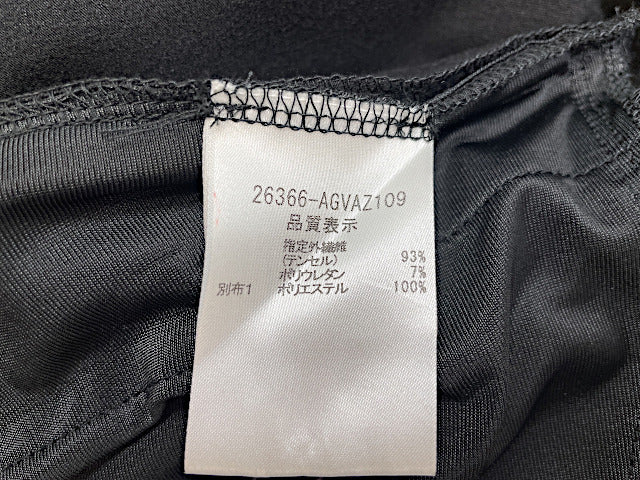 26366-AGVAZ109
品質表示
指定外繊維
(テンセル) 93%
ポリウレタン 7%
別布1 ポリエステル 100%